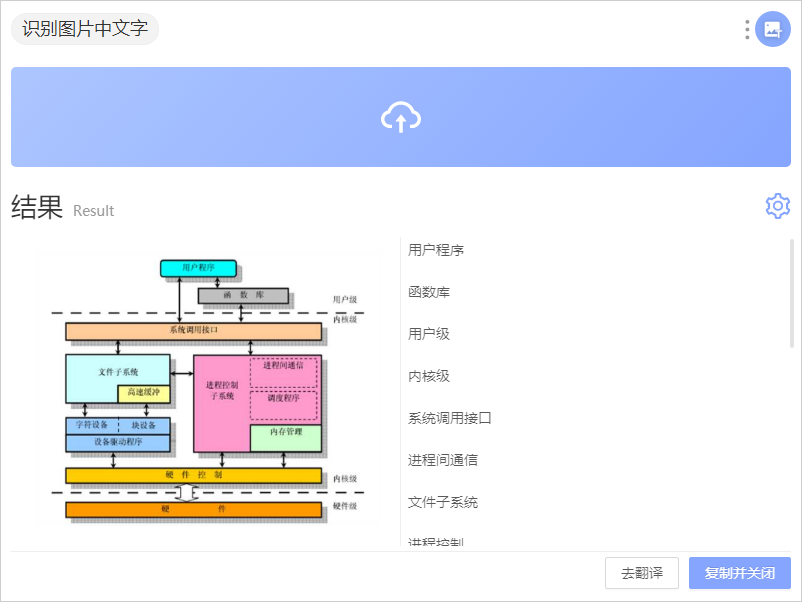 识别图片中文字
结果 Result
用户程序
函 数 库
用户级
内核级
系统调用接口
文件子系统
高速缓冲
进程控制
子系统
进程间通信
调度程序
内存管理
字符设备 块设备
设备驱动程序
硬 件 控 制
内核级
硬 件
硬件级
用户程序
函数库
用户级
内核级
系统调用接口
进程间通信
文件子系统
进程控制
去翻译 复制并关闭